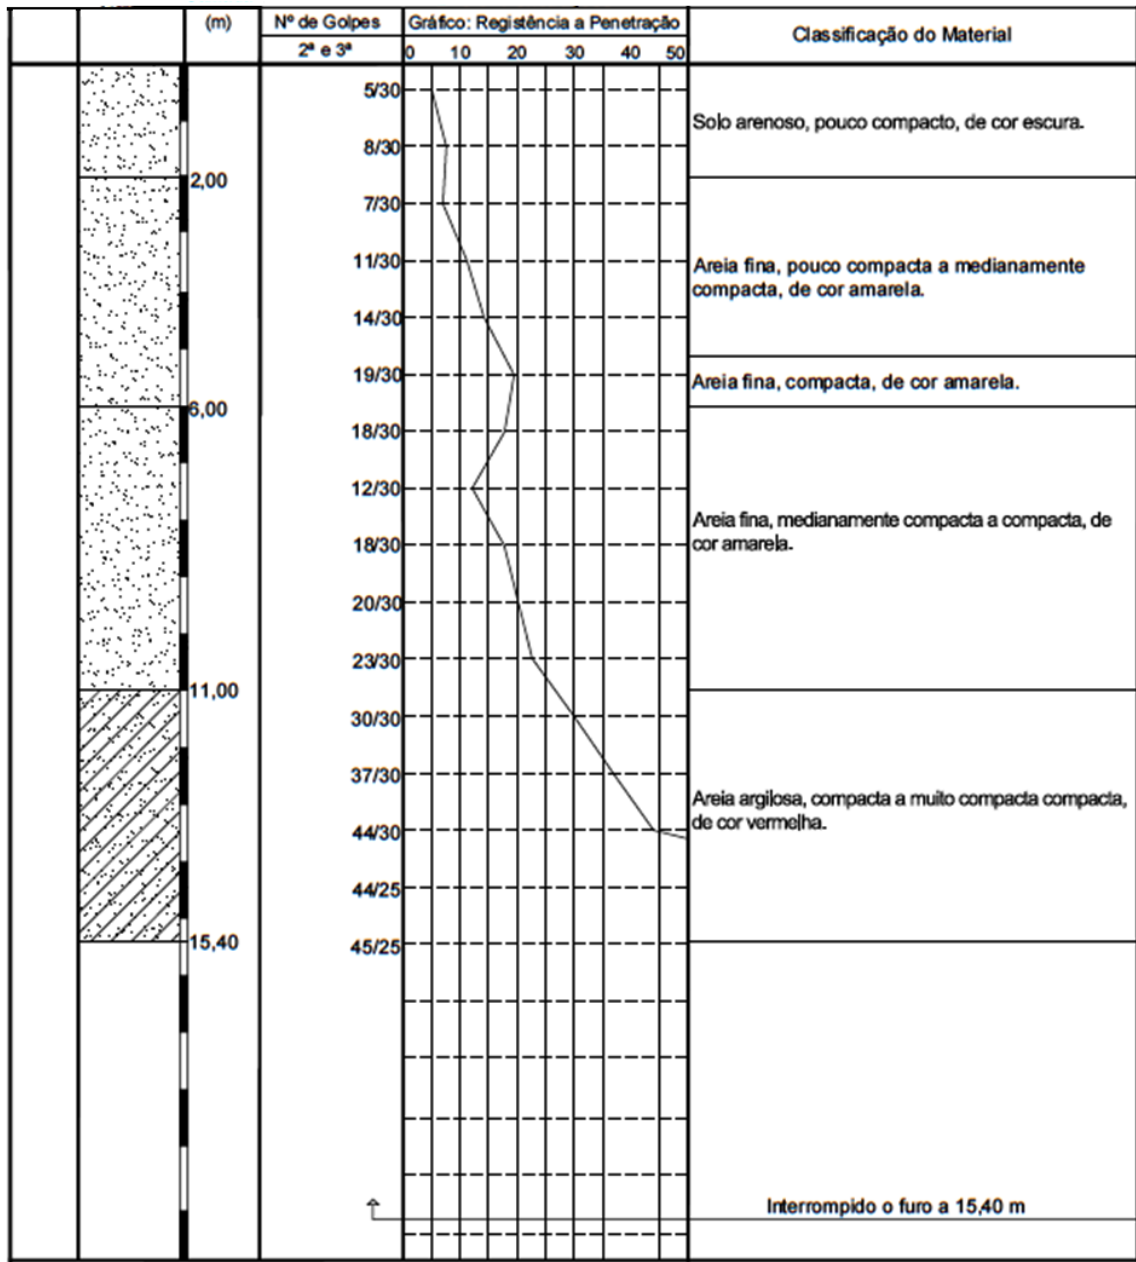 (m) Nº de Golpes Gráfico: Registência a Penetração Classificação do Material
2ª e 3ª 0 10 20 30 40 50
5/30
Solo arenoso, pouco compacto, de cor escura.
8/30
2,00
7/30
11/30
Areia fina, pouco compacta a medianamente
compacta, de cor amarela.
14/30
19/30
Areia fina, compacta, de cor amarela.
6,00
18/30
12/30
Areia fina, medianamente compacta a compacta, de
cor amarela.
18/30
20/30
23/30
11,00
30/30
37/30
Areia argilosa, compacta a muito compacta compacta,
de cor vermelha.
44/30
44/25
15,40
45/25
Interrompido o furo a 15,40 m